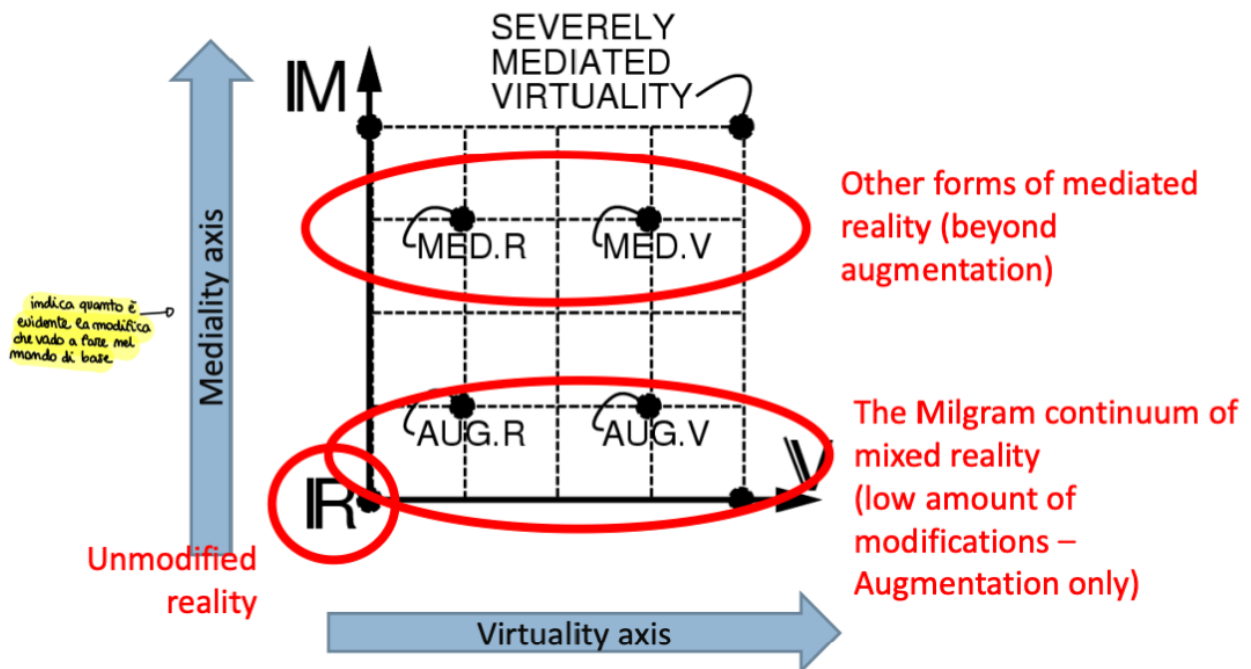 SEVERELY
MEDIATED
VIRTUALITY
IM
Mediality axis
Other forms of mediated
reality (beyond
augmentation)
MED.R
MED.V
indica quanto è
evidente la modifica
che vado a fare nel
mondo di base
AUG.R
AUG.V
The Milgram continuum of
mixed reality
(low amount of
modifications –
Augmentation only)
V
IR
Unmodified
reality
Virtuality axis